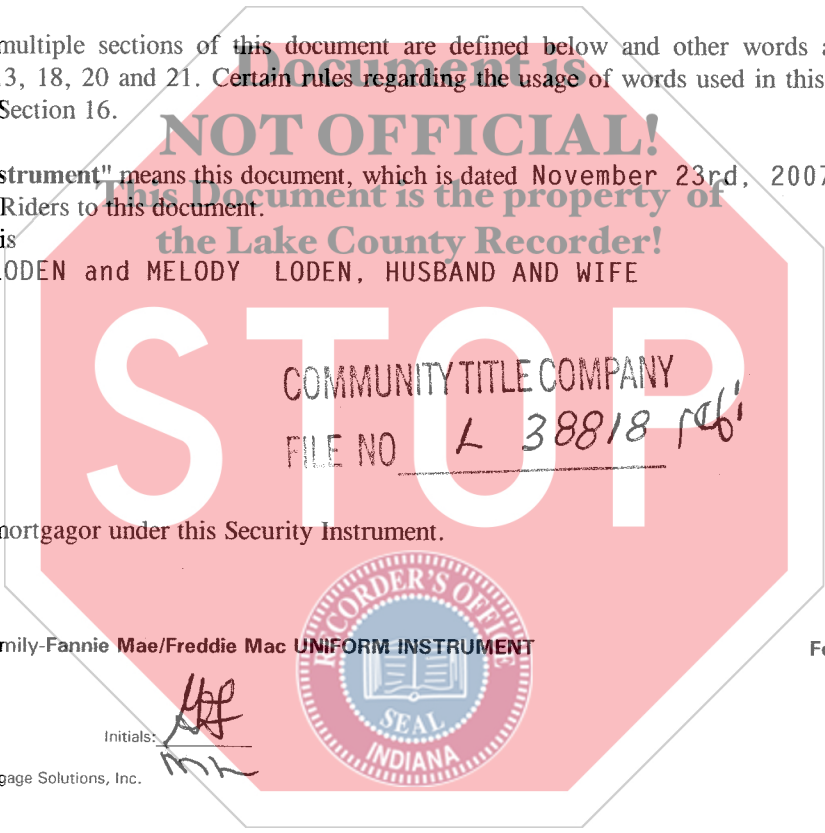 multiple sections of this document are defined below and other words a
3, 18, 20 and 21. Certain rules regarding the usage of words used in this
Section 16.
Document is
NOT OFFICIAL!
This Document is the property of
the Lake County Recorder!
strument" means this document, which is dated November 23rd, 2007
Riders to this document.
is
ODEN and MELODY LODEN, HUSBAND AND WIFE
STOP
COMMUNITY TITLE COMPANY
FILE NO L 38818
mortgagor under this Security Instrument.
RECORDER'S OFFICE
SEAL
INDIANA
mily-Fannie Mae/Freddie Mac UNIFORM INSTRUMENT
Fo
Initials:
gage Solutions, Inc.